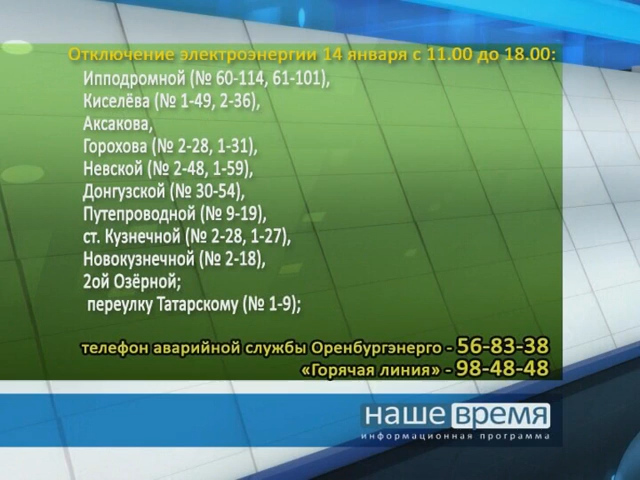 Отключение электроэнергии 14 января с 11.00 до 18.00:
Ипподромной (№ 60-114, 61-101),
Киселёва (№ 1-49, 2-36),
Аксакова,
Горохова (№ 2-28, 1-31),
Невской (№ 2-48, 1-59),
Донгузской (№ 30-54),
Путепроводной (№ 9-19),
ст. Кузнечной (№ 2-28, 1-27),
Новокузнечной (№ 2-18),
2ой Озёрной;
переулку Татарскому (№ 1-9);
телефон аварийной службы Оренбургэнерго - 56-83-38
«Горячая линия» - 98-48-48
наше время
информационная программа